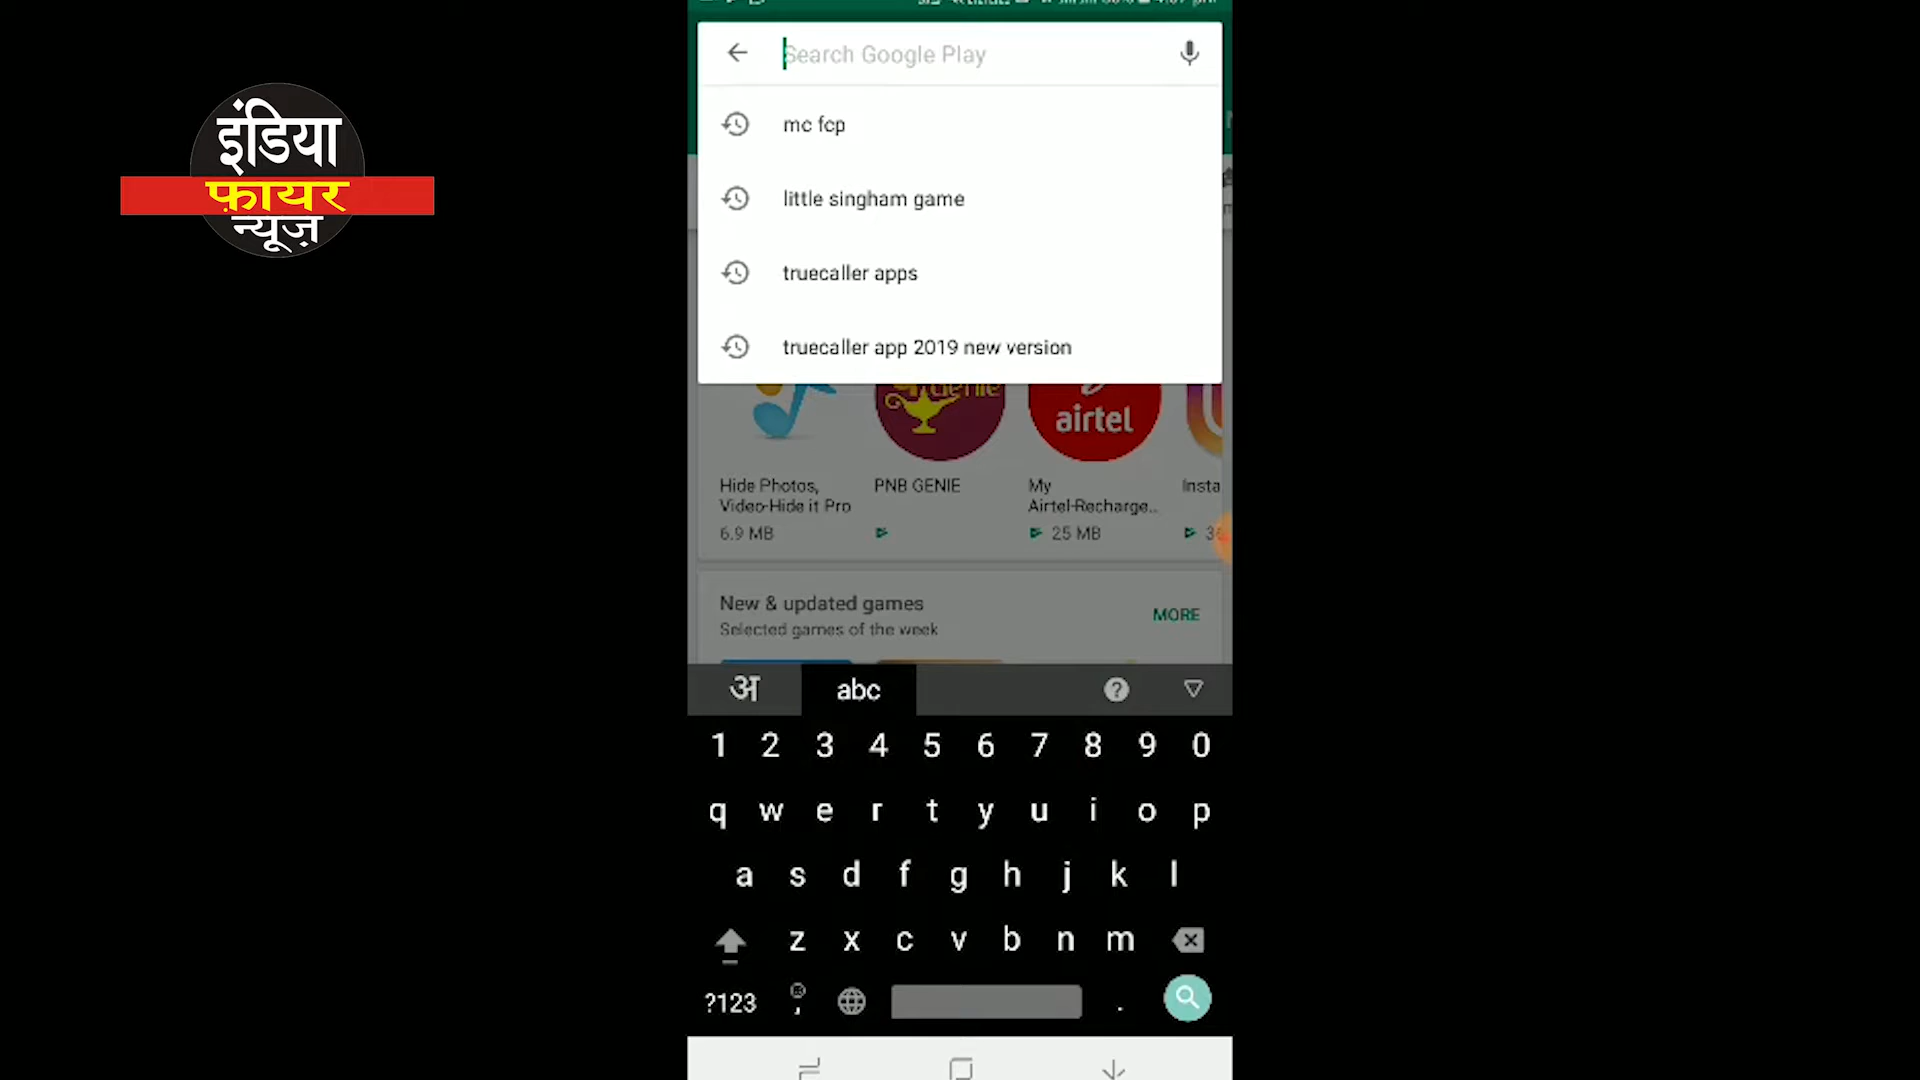 इंडिया
फ़ायर
न्यूज़
Search Google Play
mc fcp
little singham game
truecaller apps
truecaller app 2019 new version
airtel
Hide Photos,
Video-Hide it Pro
6.9 MB
PNB GENIE
My
Airtel-Recharge...
25 MB
Insta
New & updated games
Selected games of the week
MORE
अ abc
1 2 3 4 5 6 7 8 9 0
q w e r t y u i o p
a s d f g h j k l
z x c v b n m
?123 , .